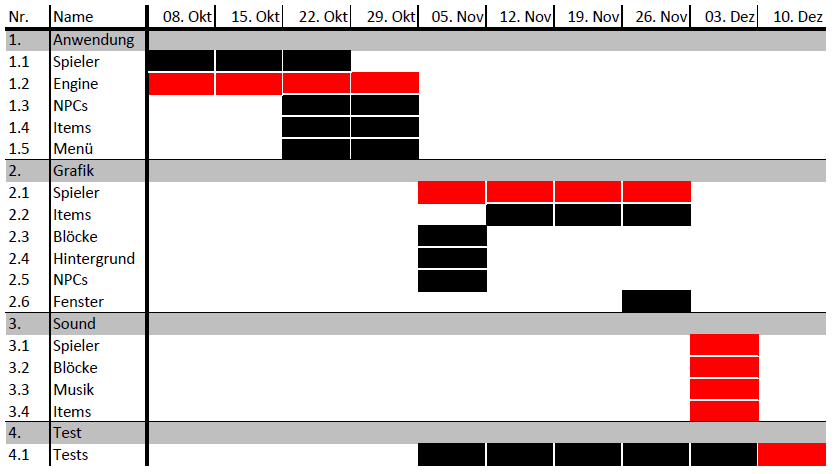 Nr. Name 08. Okt 15. Okt 22. Okt 29. Okt 05. Nov 12. Nov 19. Nov 26. Nov 03. Dez 10. Dez
1. Anwendung
1.1 Spieler
1.2 Engine
1.3 NPCs
1.4 Items
1.5 Menü
2. Grafik
2.1 Spieler
2.2 Items
2.3 Blöcke
2.4 Hintergrund
2.5 NPCs
2.6 Fenster
3. Sound
3.1 Spieler
3.2 Blöcke
3.3 Musik
3.4 Items
4. Test
4.1 Tests